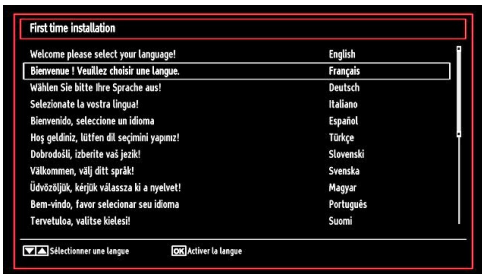 First time installation
Welcome please select your language! English
Bienvenue ! Veuillez choisir une langue. Français
Wählen Sie bitte Ihre Sprache aus! Deutsch
Selezionate la vostra lingua! Italiano
Bienvenido, seleccione un idioma Español
Hoş geldiniz, lütfen dil seçimini yapınız! Türkçe
Dobrodošli, izberite vaš jezik! Slovenski
Välkommen, välj ditt språk! Svenska
Üdvözöljük, kérjük válassza ki a nyelvet! Magyar
Bem-vindo, favor selecionar seu idioma Português
Tervetuloa, valitse kielesi! Suomi
Sélectionner une langue OK Activer la langue